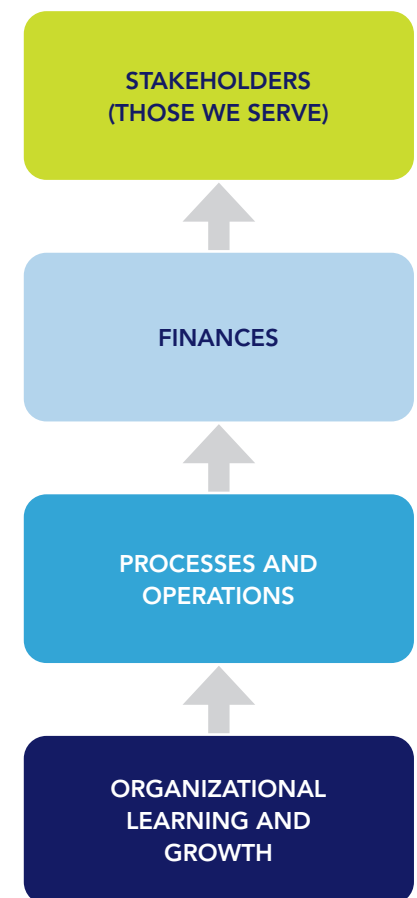 STAKEHOLDERS
(THOSE WE SERVE)
FINANCES
PROCESSES AND
OPERATIONS
ORGANIZATIONAL
LEARNING AND
GROWTH